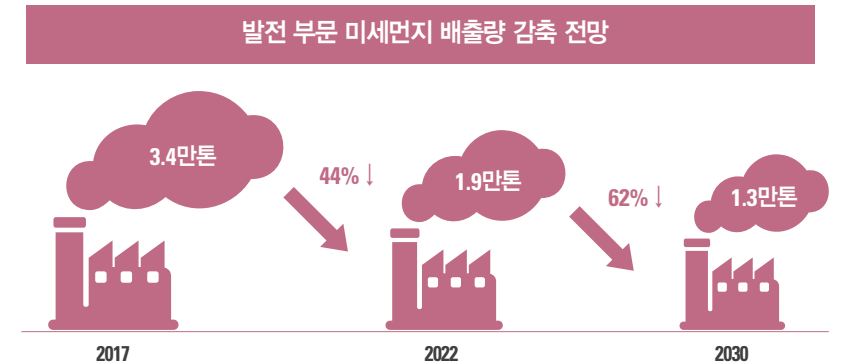 발전 부문 미세먼지 배출량 감축 전망
3.4만톤
44%↓
1.9만톤
62%↓
1.3만톤
2017
2022
2030